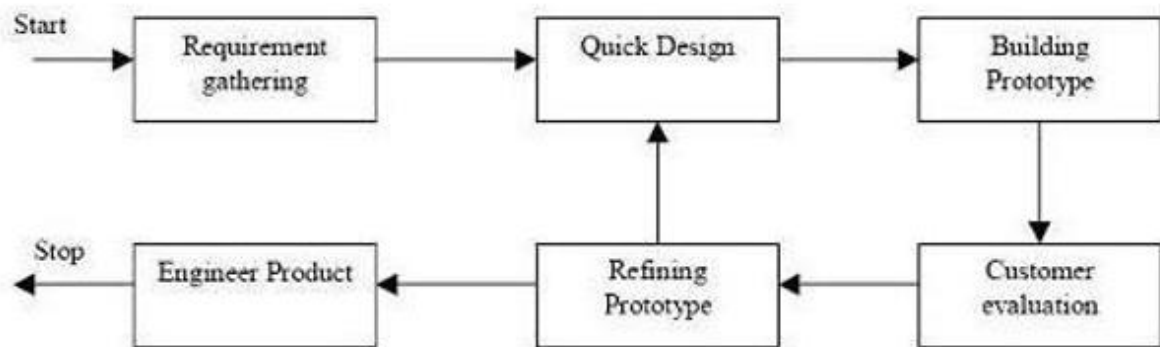 Start
Requirement
gathering
Quick Design
Building
Prototype
Stop
Engineer Product
Refining
Prototype
Customer
evaluation